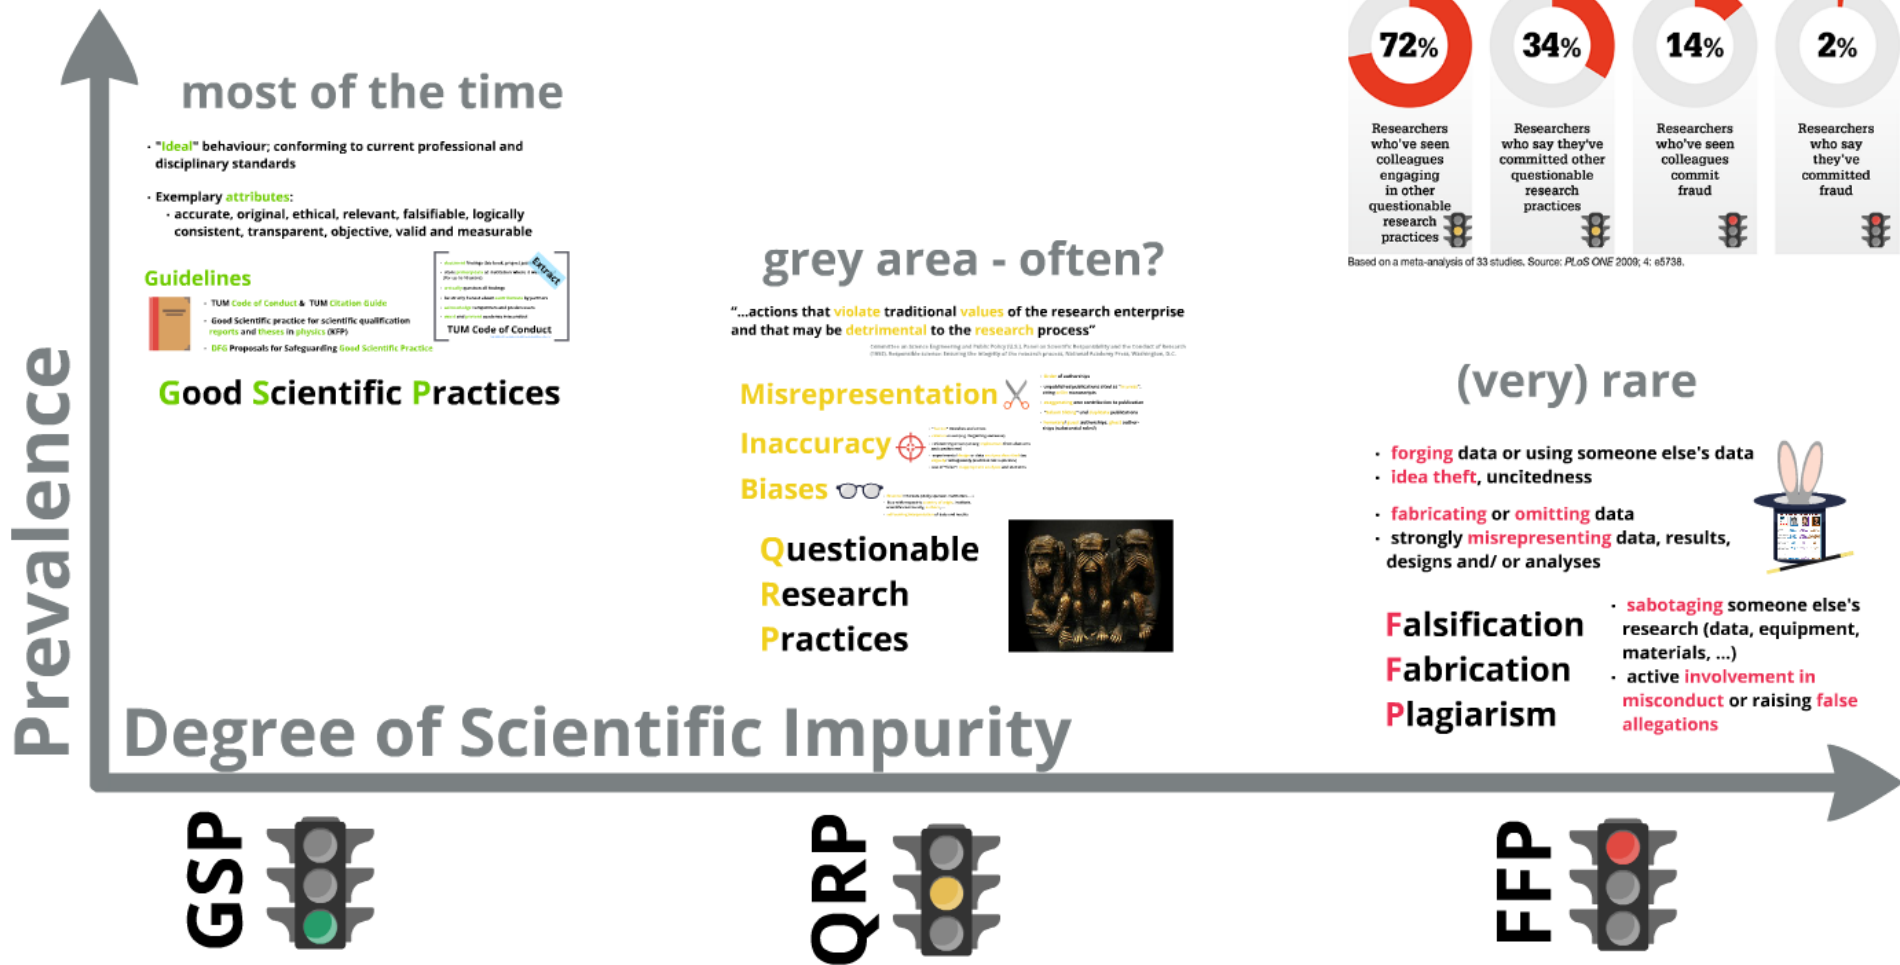 Prevalence
most of the time
· "Ideal" behaviour; conforming to current professional and
disciplinary standards
· Exemplary attributes:
· accurate, original, ethical, relevant, falsifiable, logically
consistent, transparent, objective, valid and measurable
Guidelines
· TUM Code of Conduct & TUM Citation Guide
· Good Scientific practice for scientific qualification
reports and theses in physics (KFP)
· DFG Proposals for Safeguarding Good Scientific Practice
Extract
TUM Code of Conduct
Good Scientific Practices
grey area - often?
"...actions that violate traditional values of the research enterprise
and that may be detrimental to the research process"
Misrepresentation
Inaccuracy
Biases
Questionable
Research
Practices
72%
Researchers
who've seen
colleagues
engaging
in other
questionable
research
practices
34%
Researchers
who say they've
committed other
questionable
research
practices
14%
Researchers
who've seen
colleagues
commit
fraud
2%
Researchers
who say
they've
committed
fraud
Based on a meta-analysis of 33 studies. Source: PLoS ONE 2009; 4: e5738.
(very) rare
· forging data or using someone else's data
· idea theft, uncitedness
· fabricating or omitting data
· strongly misrepresenting data, results,
designs and/ or analyses
Falsification
Fabrication
Plagiarism
· sabotaging someone else's
research (data, equipment,
materials, ...)
· active involvement in
misconduct or raising false
allegations
Degree of Scientific Impurity
GSP
QRP
FFP